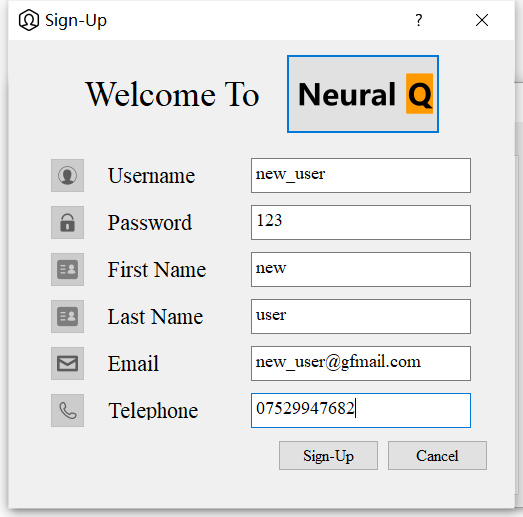 Sign-Up ?
Welcome To Neural Q
Username new_user
Password 123
First Name new
Last Name user
Email new_user@gfmail.com
Telephone 07529947682
Sign-Up Cancel